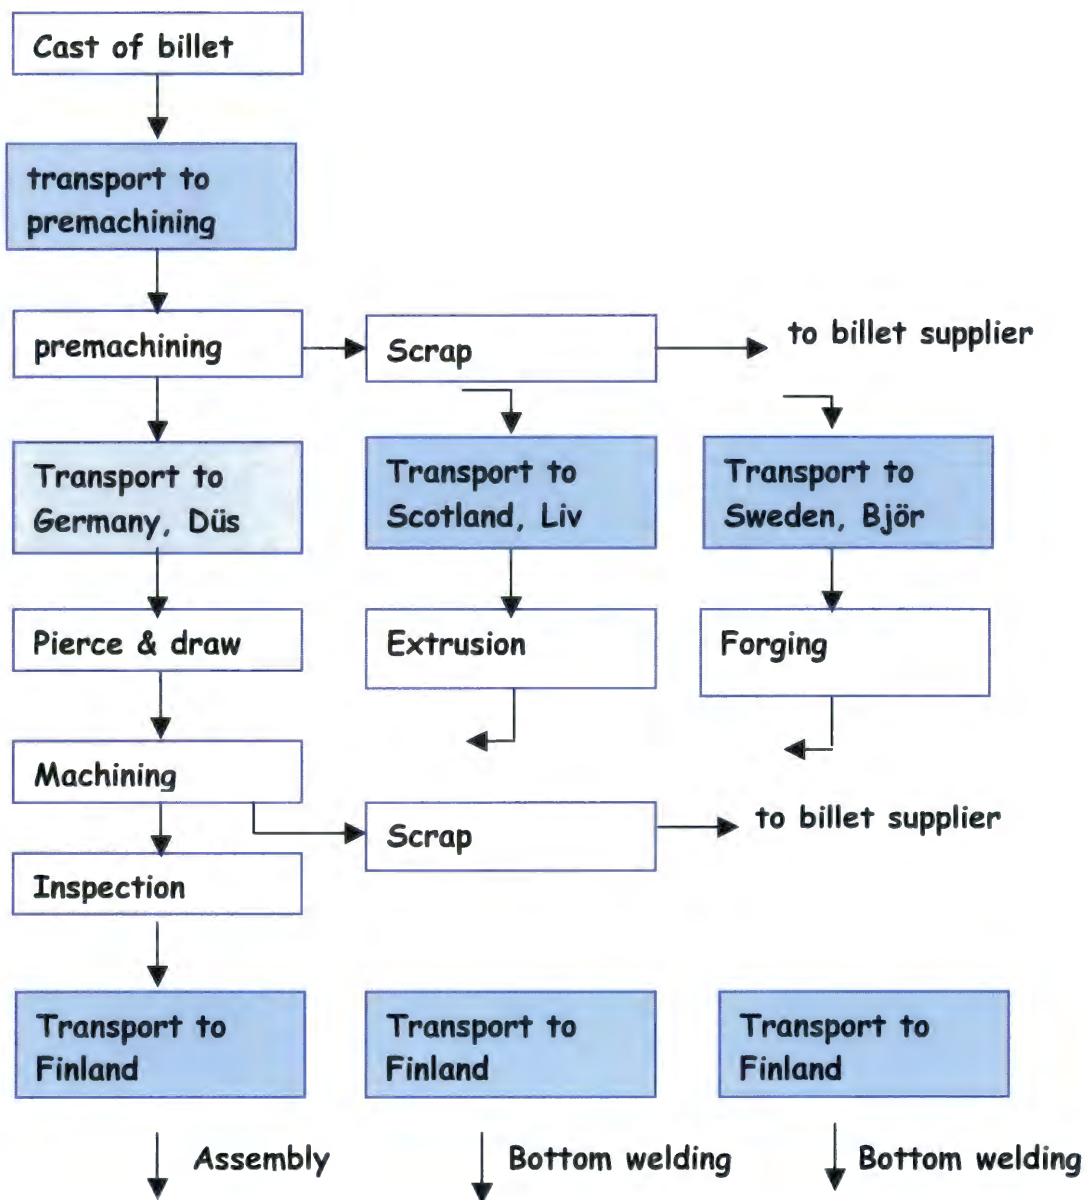 Cast of billet
transport to
premachining
premachining
Scrap
to billet supplier
Transport to
Germany, Düs
Transport to
Scotland, Liv
Transport to
Sweden, Björ
Pierce & draw
Extrusion
Forging
Machining
Scrap
to billet supplier
Inspection
Transport to
Finland
Transport to
Finland
Transport to
Finland
Assembly
Bottom welding
Bottom welding